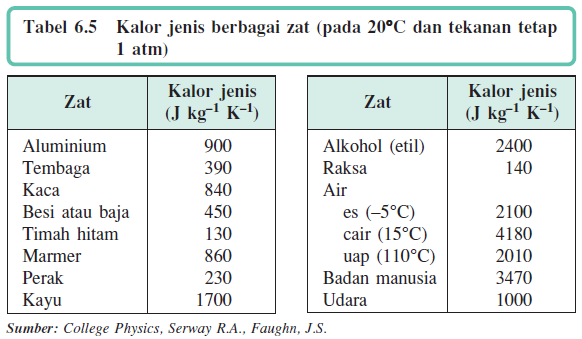 Tabel 6.5 Kalor jenis berbagai zat (pada 20°C dan tekanan tetap
1 atm)
Zat Kalor jenis
(J kg⁻¹ K⁻¹)
Aluminium 900
Tembaga 390
Kaca 840
Besi atau baja 450
Timah hitam 130
Marmer 860
Perak 230
Kayu 1700
Zat Kalor jenis
(J kg⁻¹ K⁻¹)
Alkohol (etil) 2400
Raksa 140
Air
es (–5°C) 2100
cair (15°C) 4180
uap (110°C) 2010
Badan manusia 3470
Udara 1000
Sumber: College Physics, Serway R.A., Faughn, J.S.